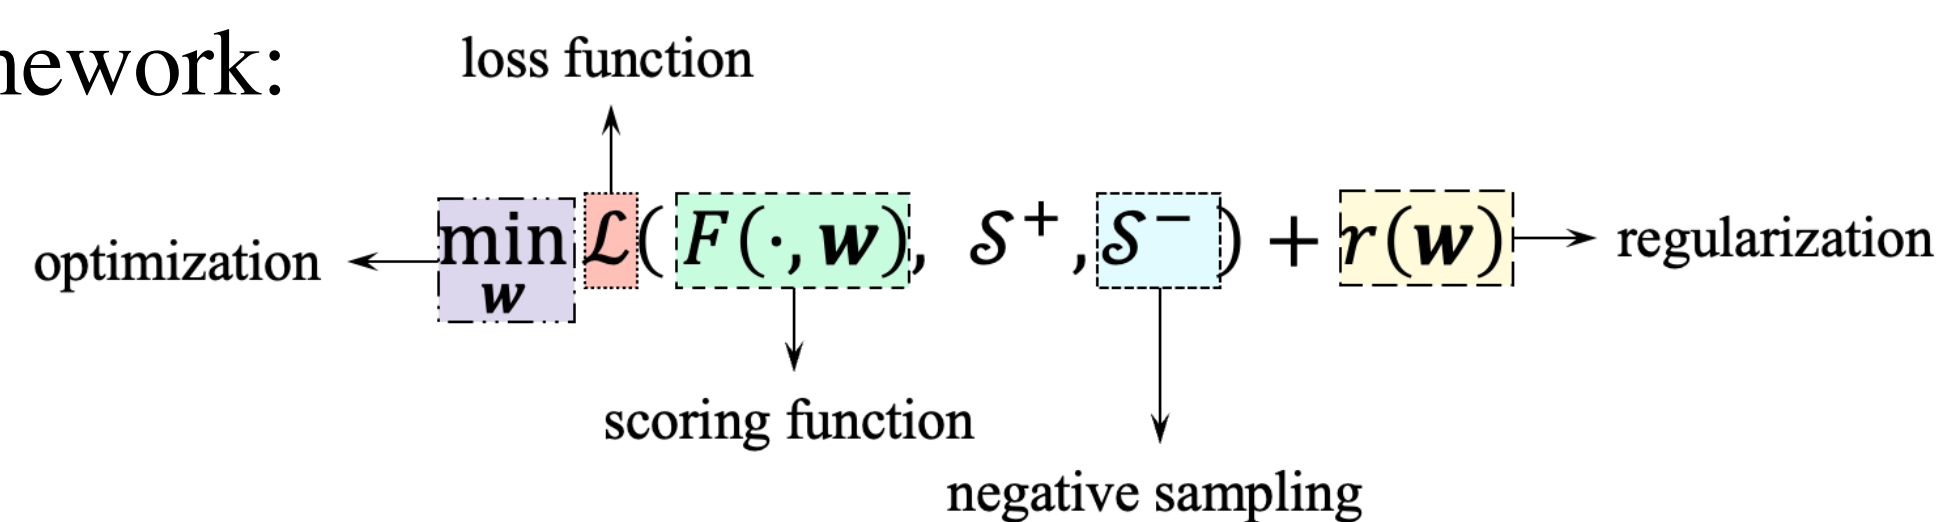 nework:
loss function
optimization
min 𝓛( F(·, w), 𝒮⁺, 𝒮⁻ ) + r(w)
w
regularization
scoring function
negative sampling